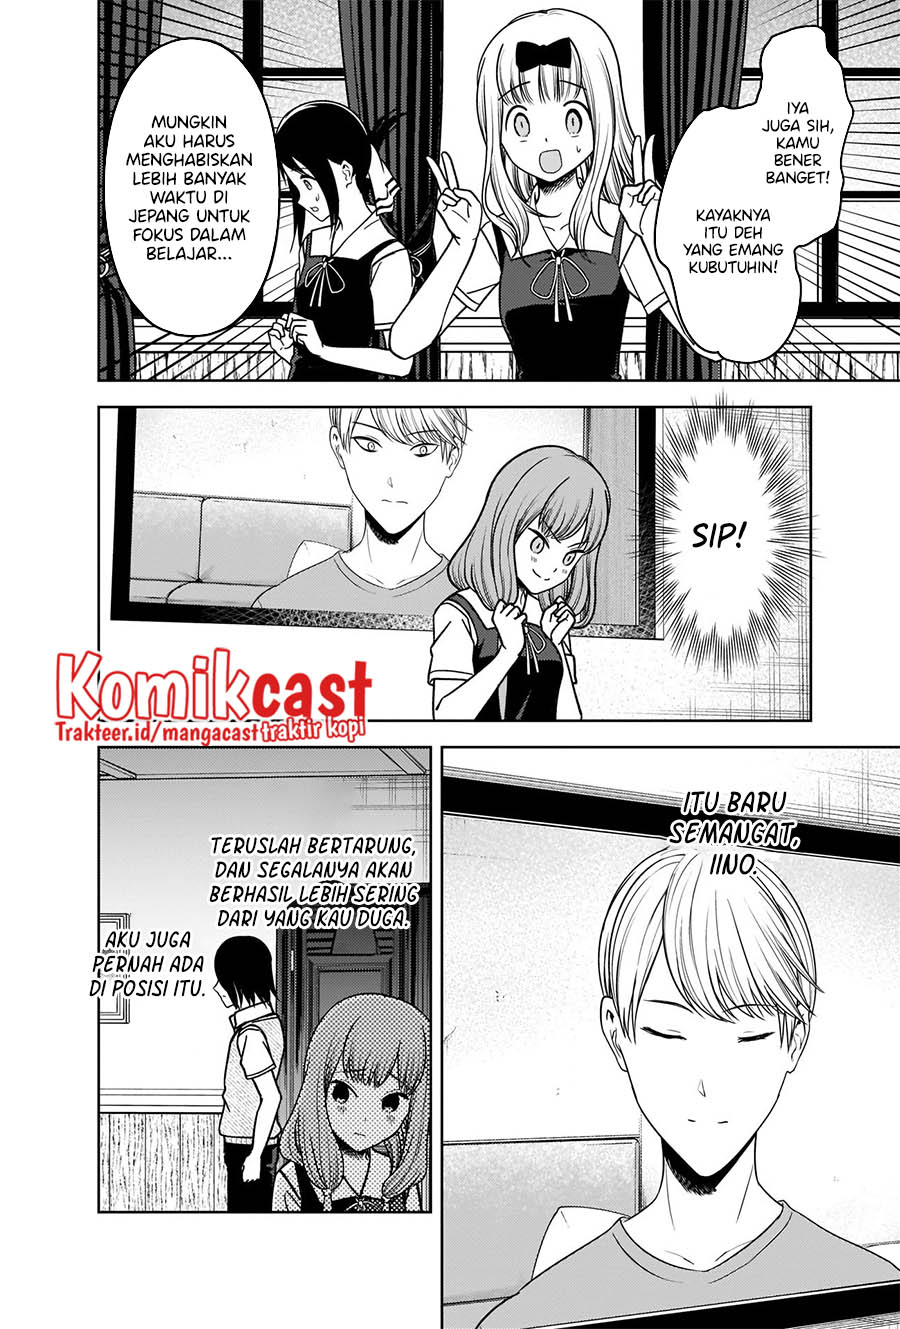 IYA
JUGA SIH,
KAMU
BENER
BANGET!
KAYAKNYA
ITU DEH
YANG EMANG
KUBUTUHIN!
MUNGKIN
AKU HARUS
MENGHABISKAN
LEBIH BANYAK
WAKTU DI
JEPANG UNTUK
FOKUS DALAM
BELAJAR...
SIP!
Komikcast
Trakteer.id/mangacast traktir kopi
ITU BARU
SEMANGAT,
IINO.
TERUSLAH BERTARUNG,
DAN SEGALANYA AKAN
BERHASIL LEBIH SERING
DARI YANG KAU DUGA.
AKU JUGA
PERNAH ADA
DI POSISI ITU.